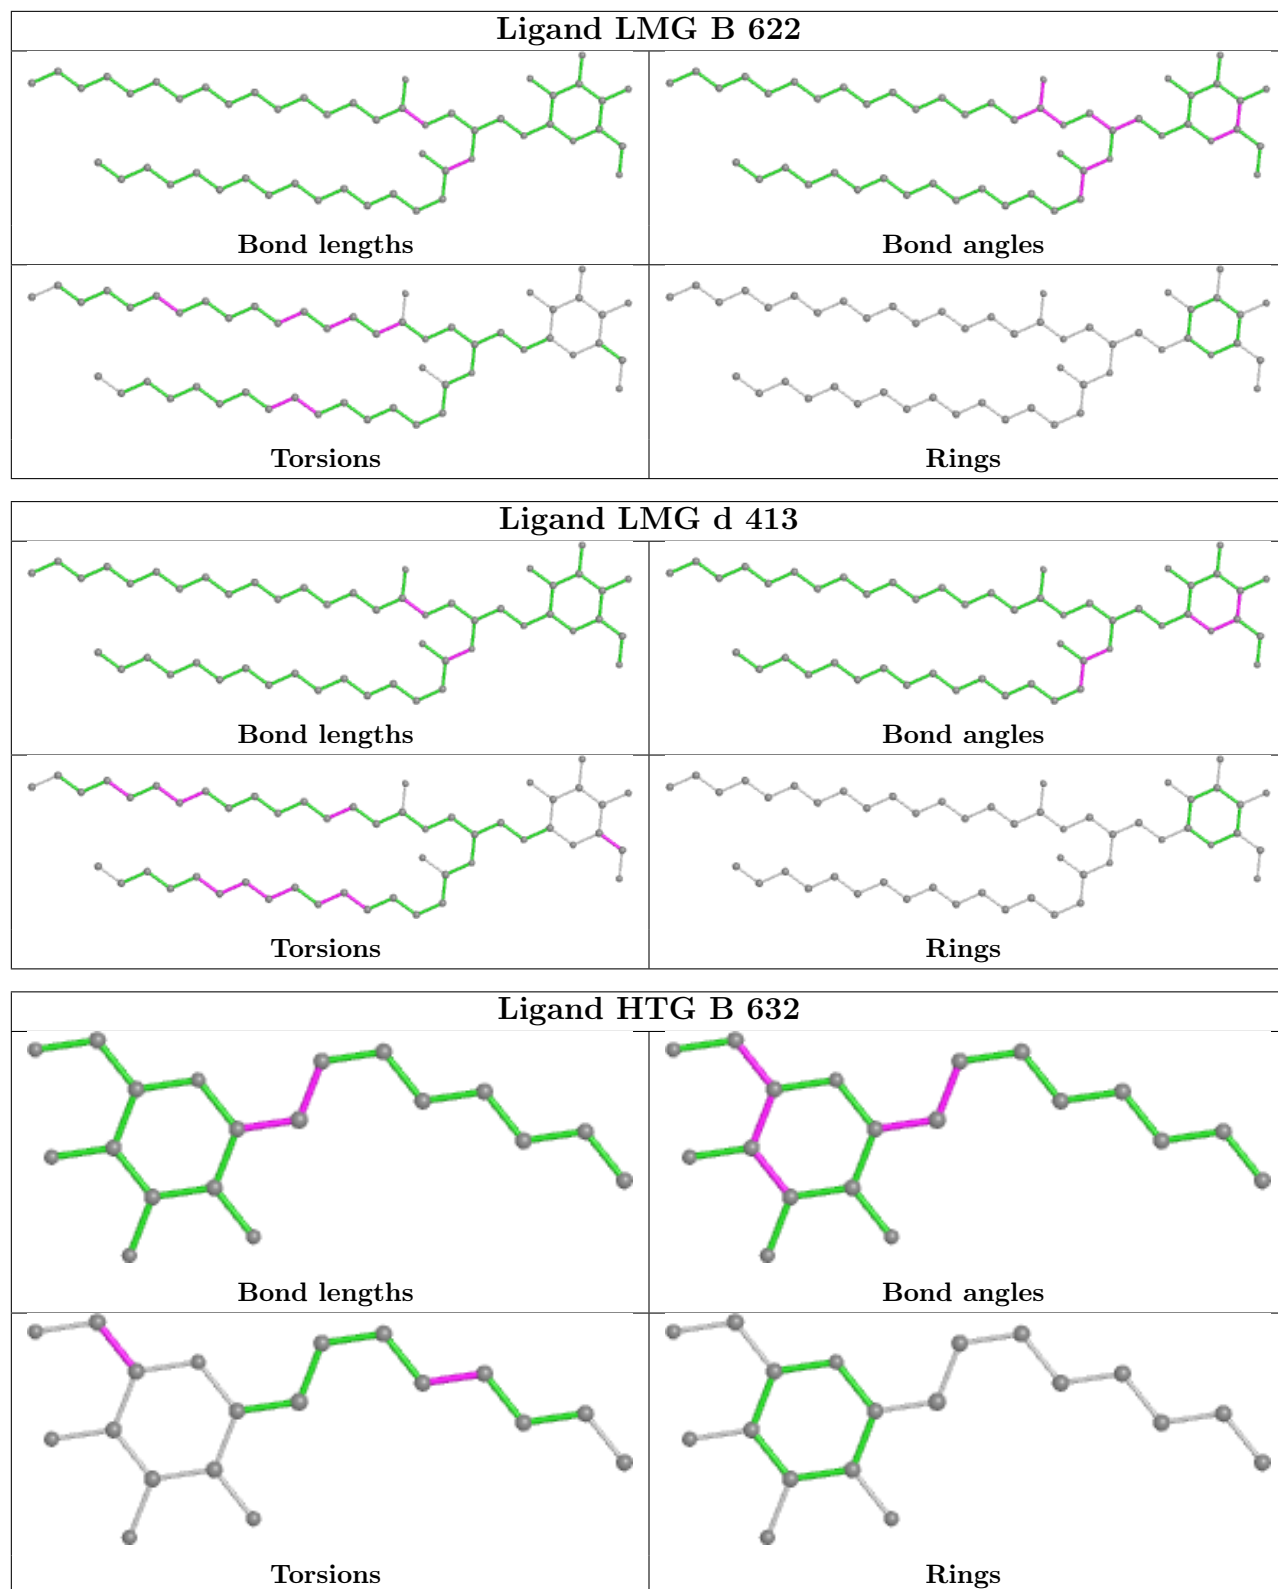 Ligand LMG B 622
Bond lengths
Bond angles
Torsions
Rings
Ligand LMG d 413
Bond lengths
Bond angles
Torsions
Rings
Ligand HTG B 632
Bond lengths
Bond angles
Torsions
Rings